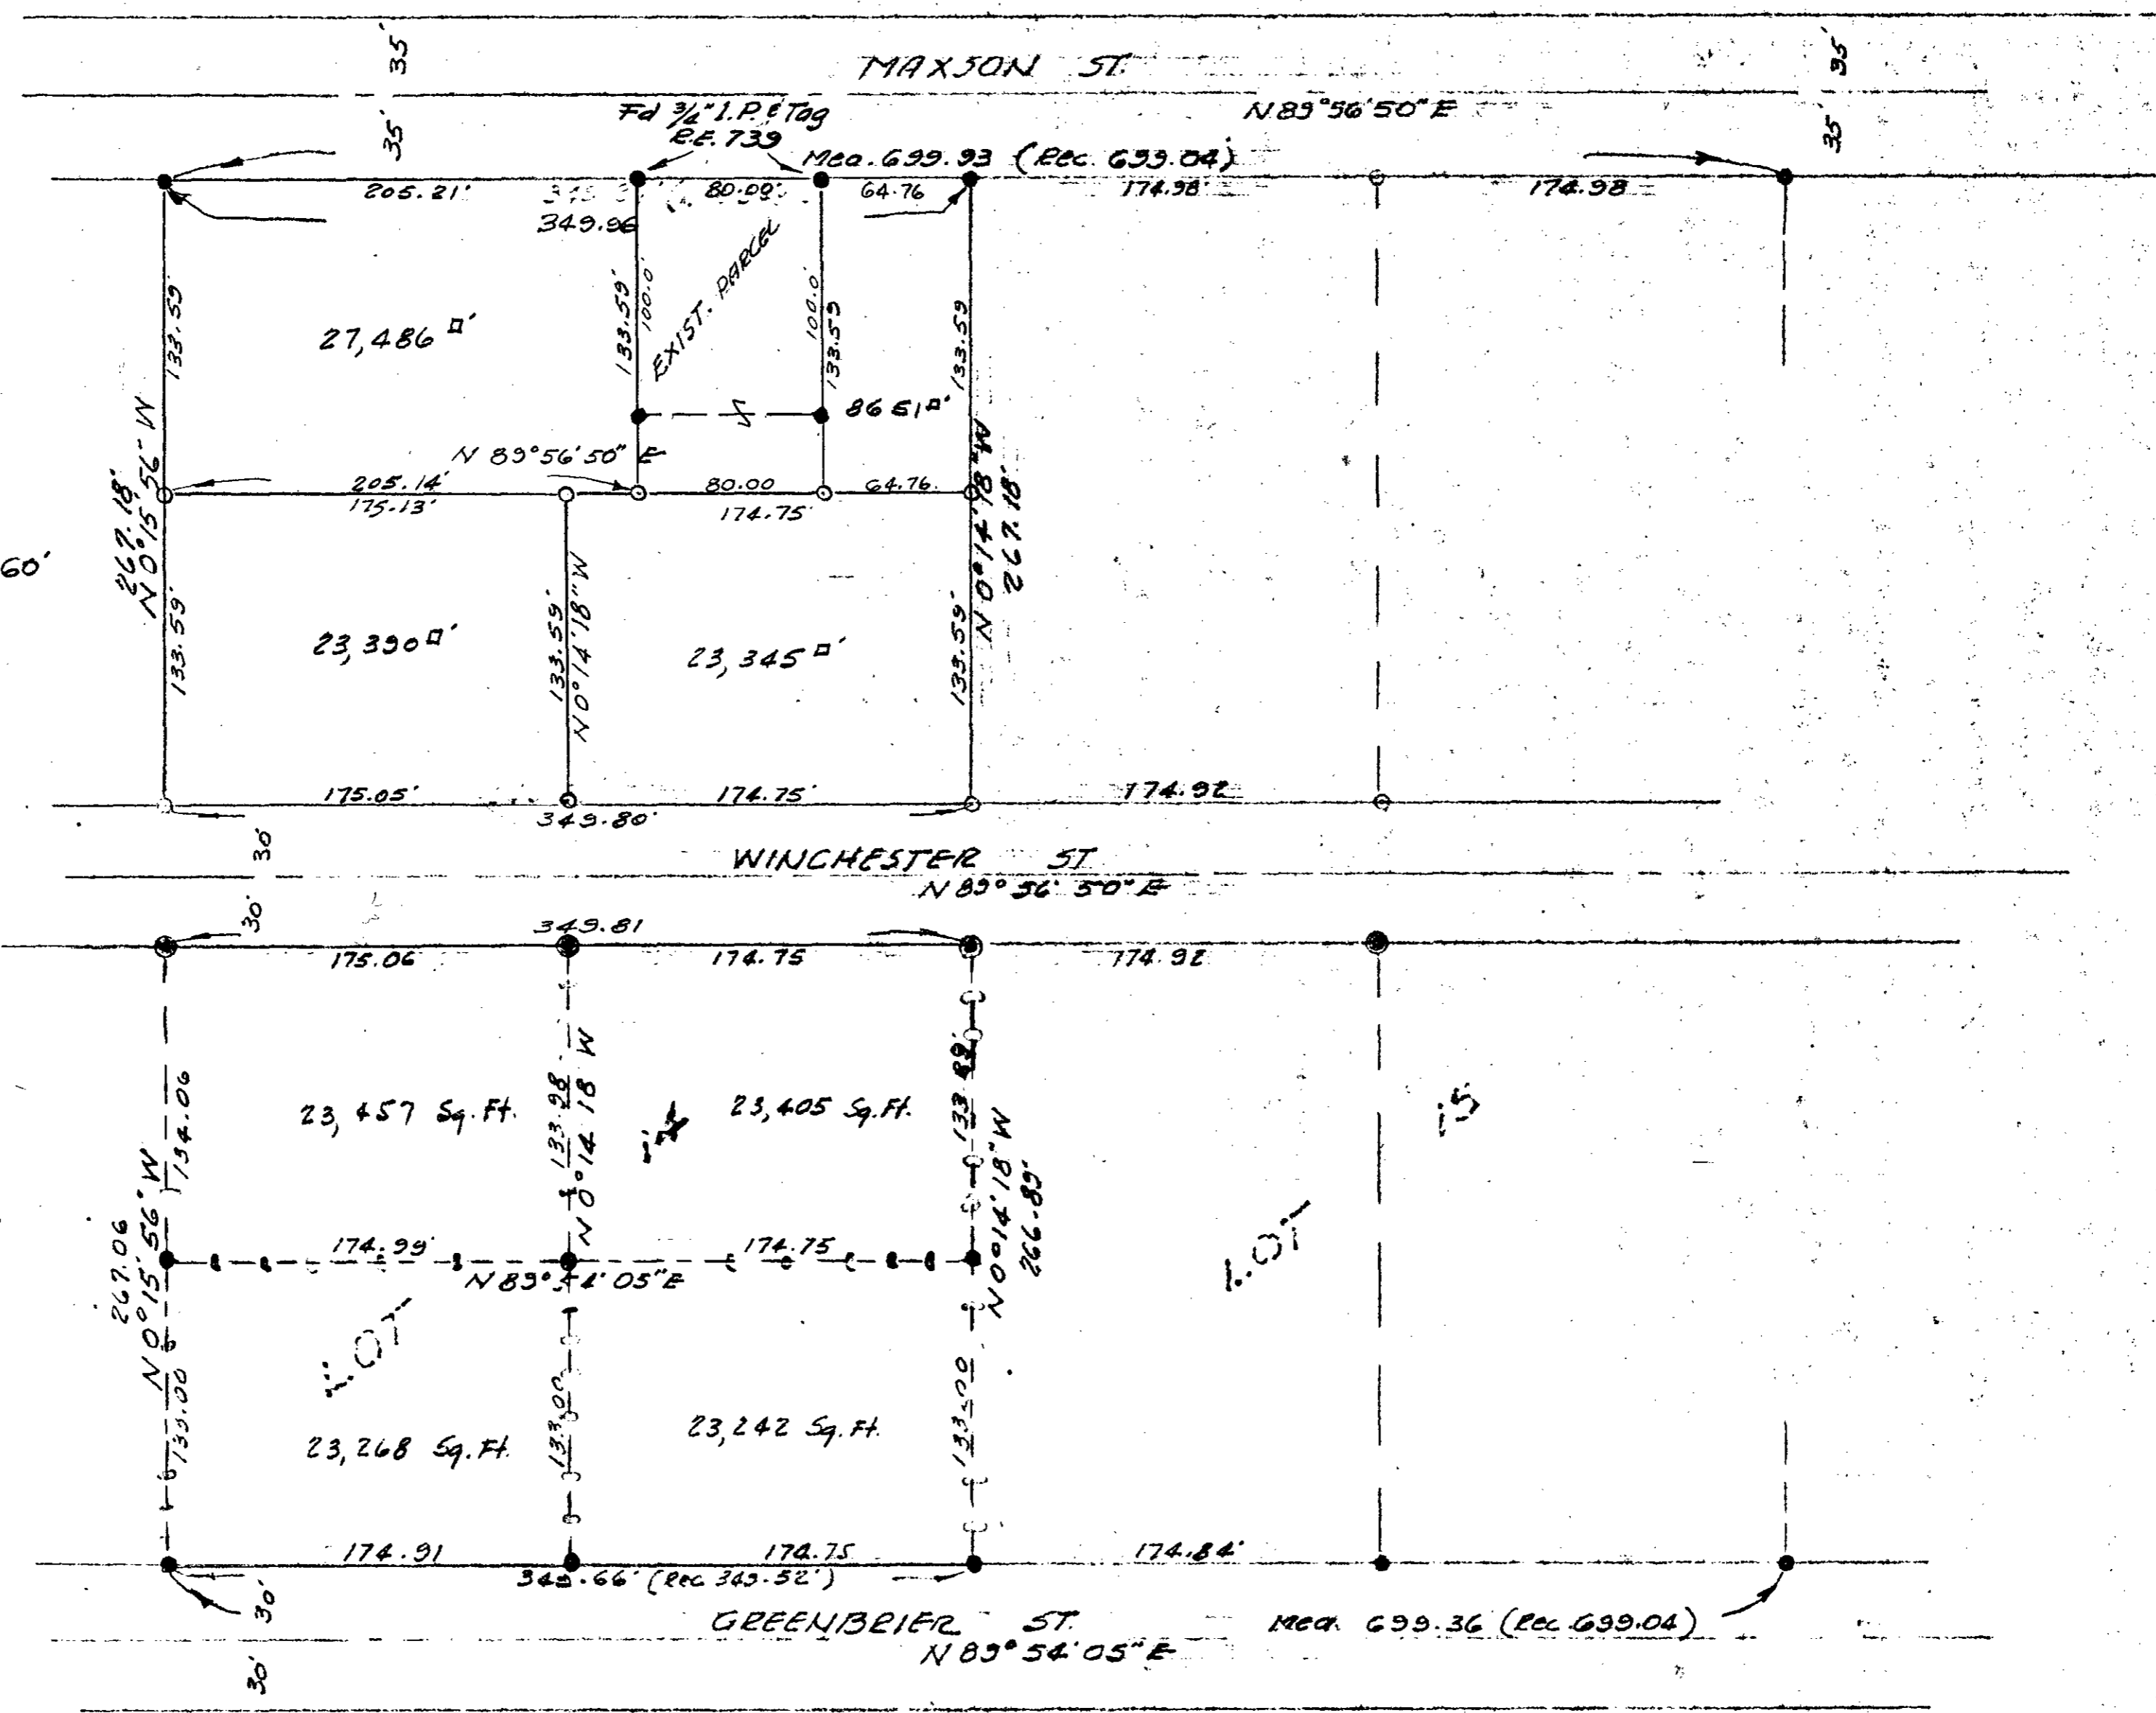 35'
35'
MAXSON ST.
35'
35'
N 89° 56' 50" E
Fd 3/4" I.P. & Tag
R.E. 739
Mea. 699.93 (Rec. 699.04)
205.21'
80.00'
64.76
174.98'
174.98
349.96
133.59
133.59'
100.0'
EXIST. PARCEL
100.0'
133.59
133.59
27,486 □'
8651 □'
N 89° 56' 50" E
205.14'
80.00
64.76
175.13'
174.75'
267.18'
N 0° 15' 56" W
N 0° 14' 18" W
267.18'
60'
133.59'
133.59'
N 0° 14' 18" W
133.59'
23,390 □'
23,345 □'
175.05'
174.75'
174.92
349.80'
30'
WINCHESTER ST
N 89° 56' 50" E
30'
349.81
175.06
174.75
174.92
134.06
133.98
N 0° 14 18 W
133.89
23,457 Sq. Ft.
23,405 Sq. Ft.
N 0° 14' 18" W
266.89'
267.06
N 0° 15' 56" W
174.99'
174.75
LOT
15
LOT
133.00
133.00
133.00
23,268 Sq. Ft.
23,242 Sq. Ft.
174.91
174.75
174.84'
349.66' (Rec 349.52')
30'
GREENBRIER ST.
Mea. 699.36 (Rec. 699.04)
N 89° 54' 05" E
30'